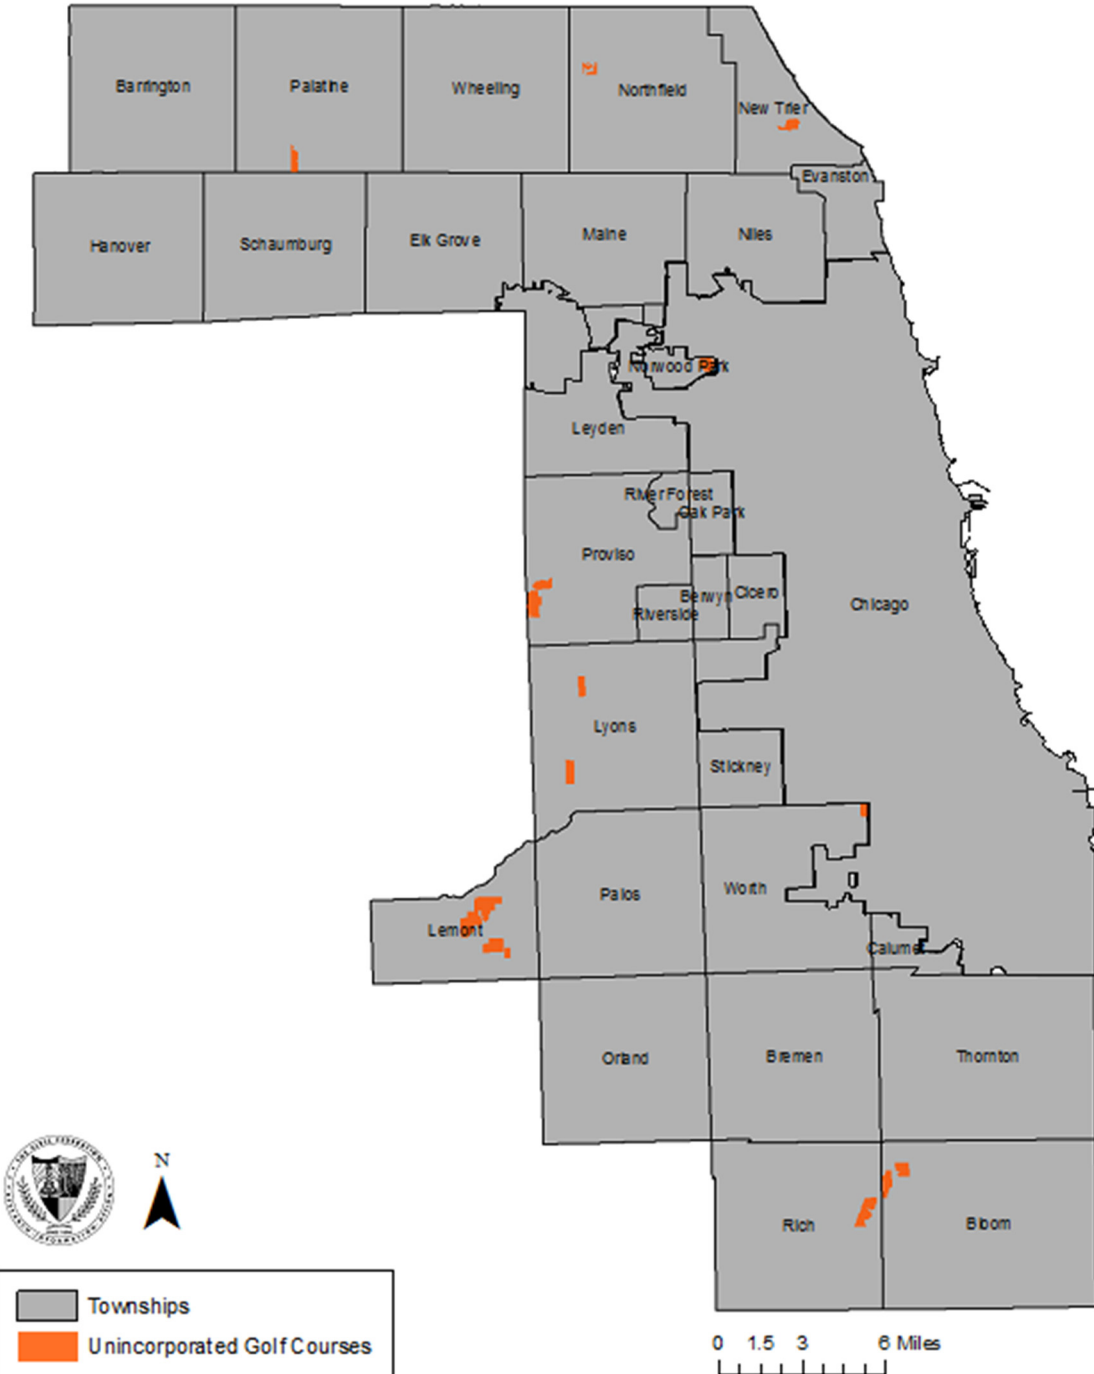 Barrington
Palatine
Wheeling
Northfield
New Trier
Evanston
Hanover
Schaumburg
Elk Grove
Maine
Niles
Norwood Park
Leyden
River Forest
Oak Park
Proviso
Berwyn
Cicero
Riverside
Chicago
Lyons
Stickney
Palos
Worth
Lemont
Calumet
Orland
Bremen
Thornton
Rich
Bloom
N
Townships
Unincorporated Golf Courses
0 1.5 3 6 Miles